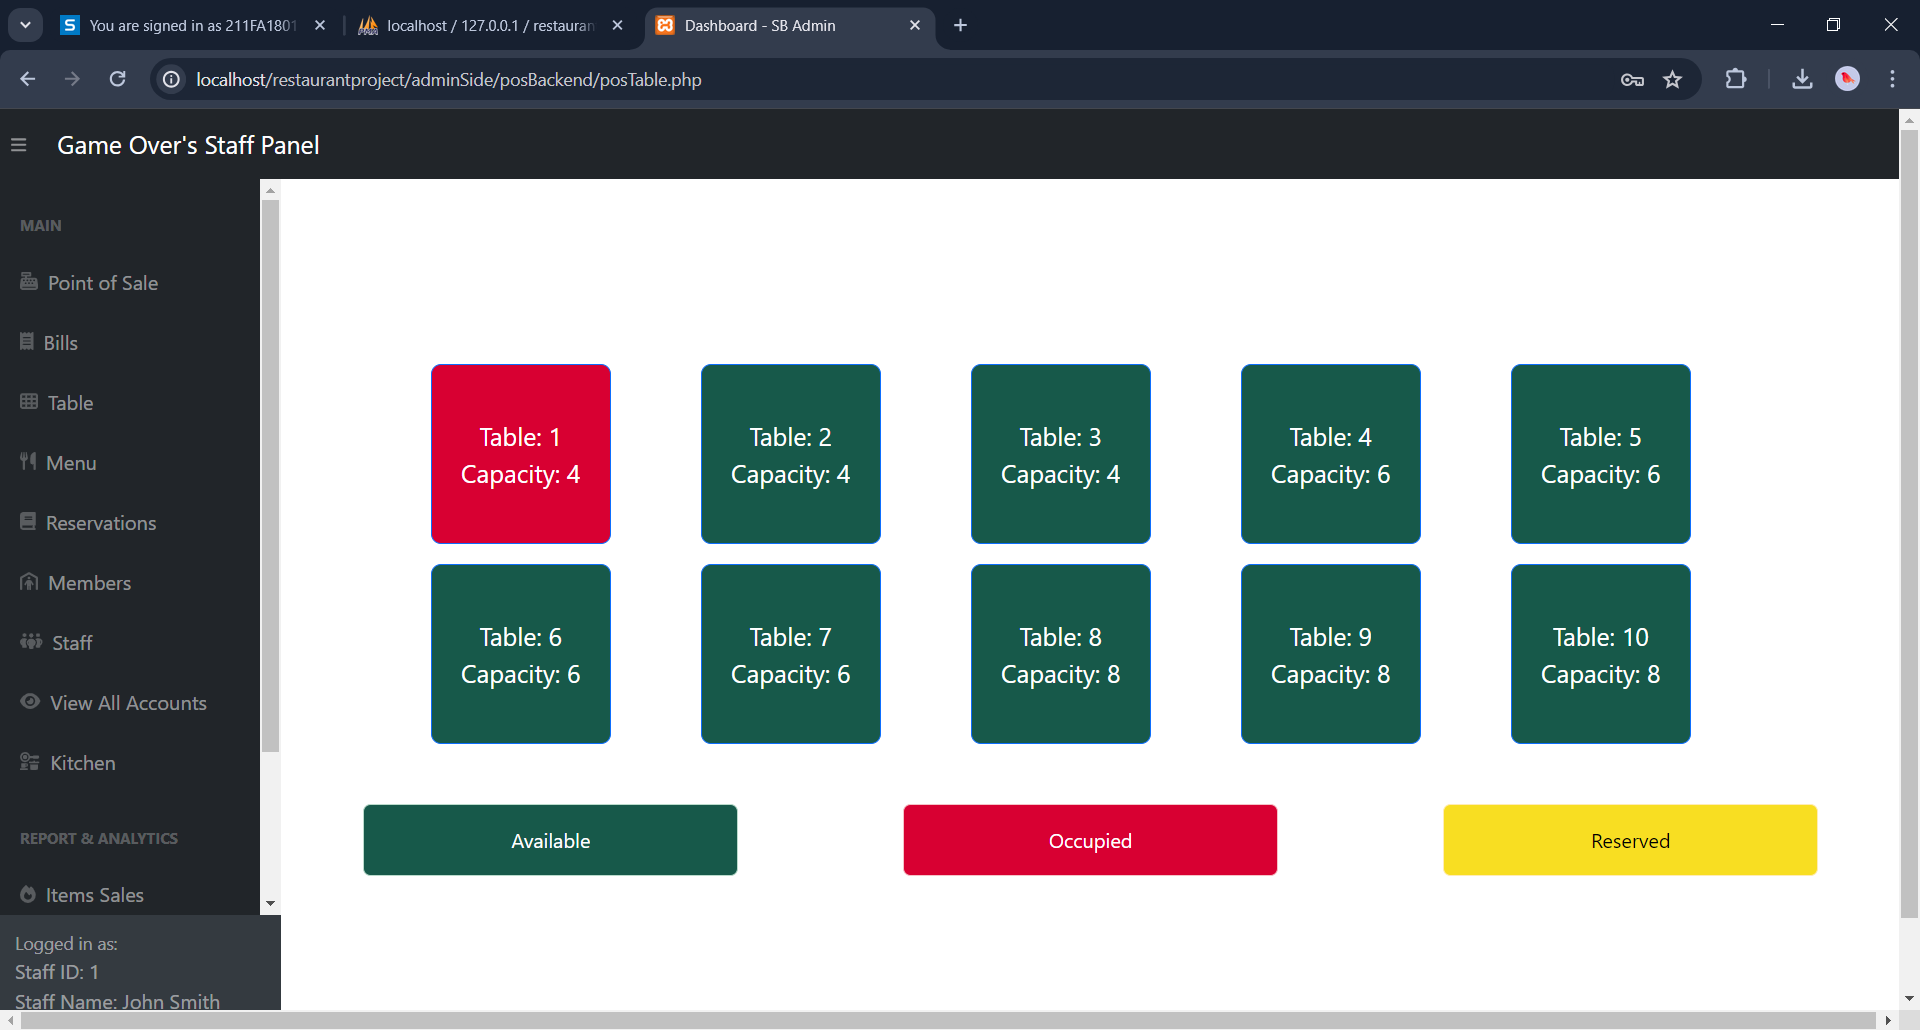 You are signed in as 211FA1801
localhost / 127.0.0.1 / restauran
Dashboard - SB Admin
localhost/restaurantproject/adminSide/posBackend/posTable.php
Game Over's Staff Panel
MAIN
Point of Sale
Bills
Table
Menu
Reservations
Members
Staff
View All Accounts
Kitchen
REPORT & ANALYTICS
Items Sales
Logged in as:
Staff ID: 1
Staff Name: John Smith
Table: 1
Capacity: 4
Table: 2
Capacity: 4
Table: 3
Capacity: 4
Table: 4
Capacity: 6
Table: 5
Capacity: 6
Table: 6
Capacity: 6
Table: 7
Capacity: 6
Table: 8
Capacity: 8
Table: 9
Capacity: 8
Table: 10
Capacity: 8
Available
Occupied
Reserved